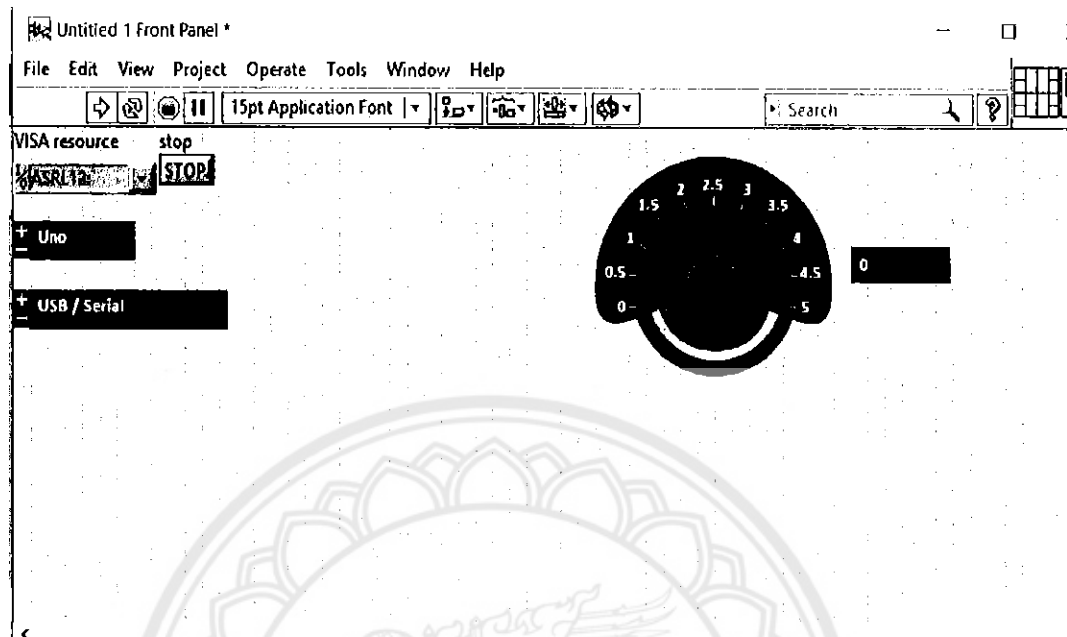 Untitled 1 Front Panel *
File Edit View Project Operate Tools Window Help
15pt Application Font Search
VISA resource stop
STOP
Uno
USB / Serial
0 0.5 1 1.5 2 2.5 3 3.5 4 4.5 5
0